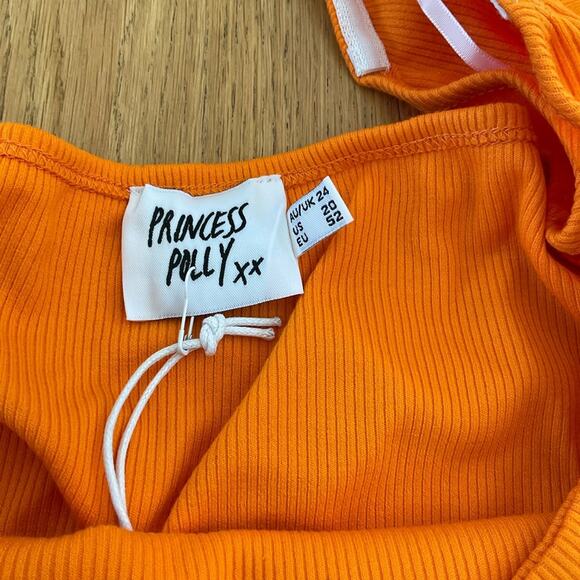 PRINCESS
POLLY xx
AU/UK 24
US 20
EU 52